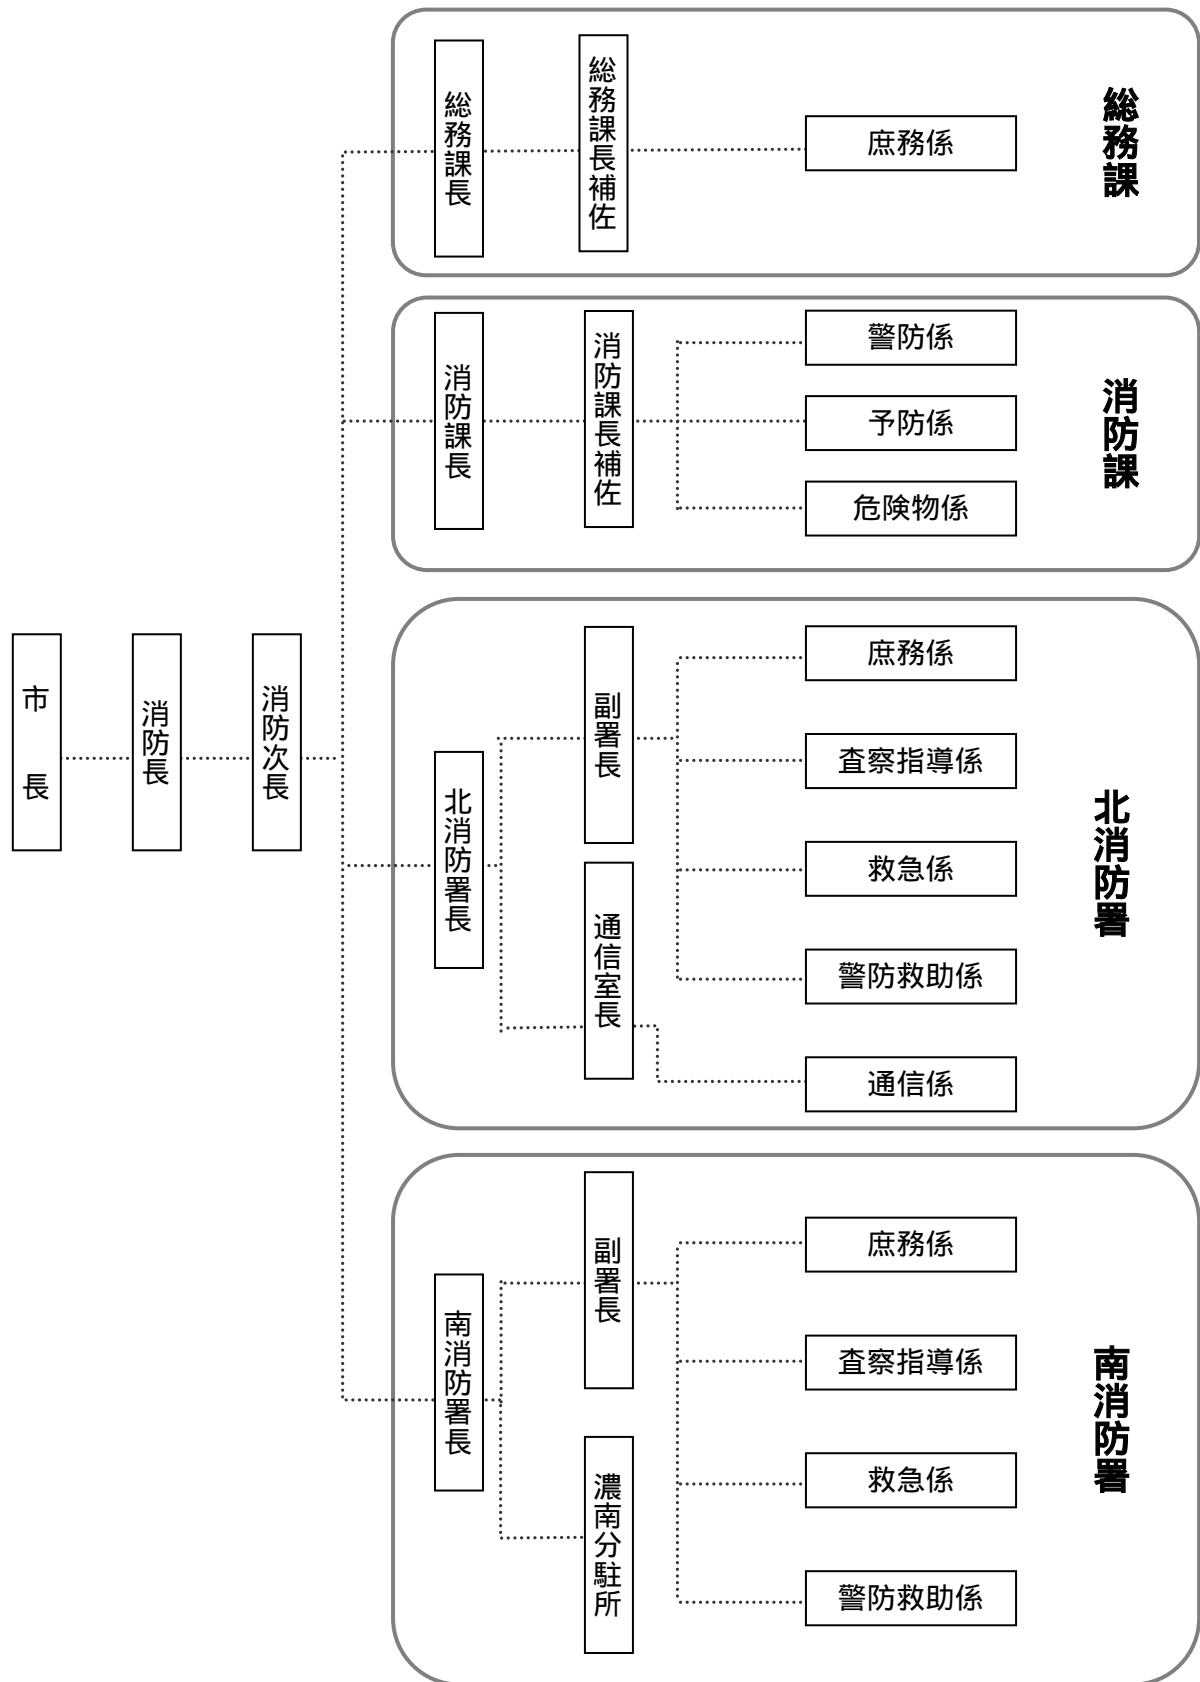 市長
消防長
消防次長
総務課長
総務課長補佐
庶務係
総務課
消防課長
消防課長補佐
警防係
予防係
危険物係
消防課
北消防署長
副署長
通信室長
庶務係
査察指導係
救急係
警防救助係
通信係
北消防署
南消防署長
副署長
濃南分駐所
庶務係
査察指導係
救急係
警防救助係
南消防署